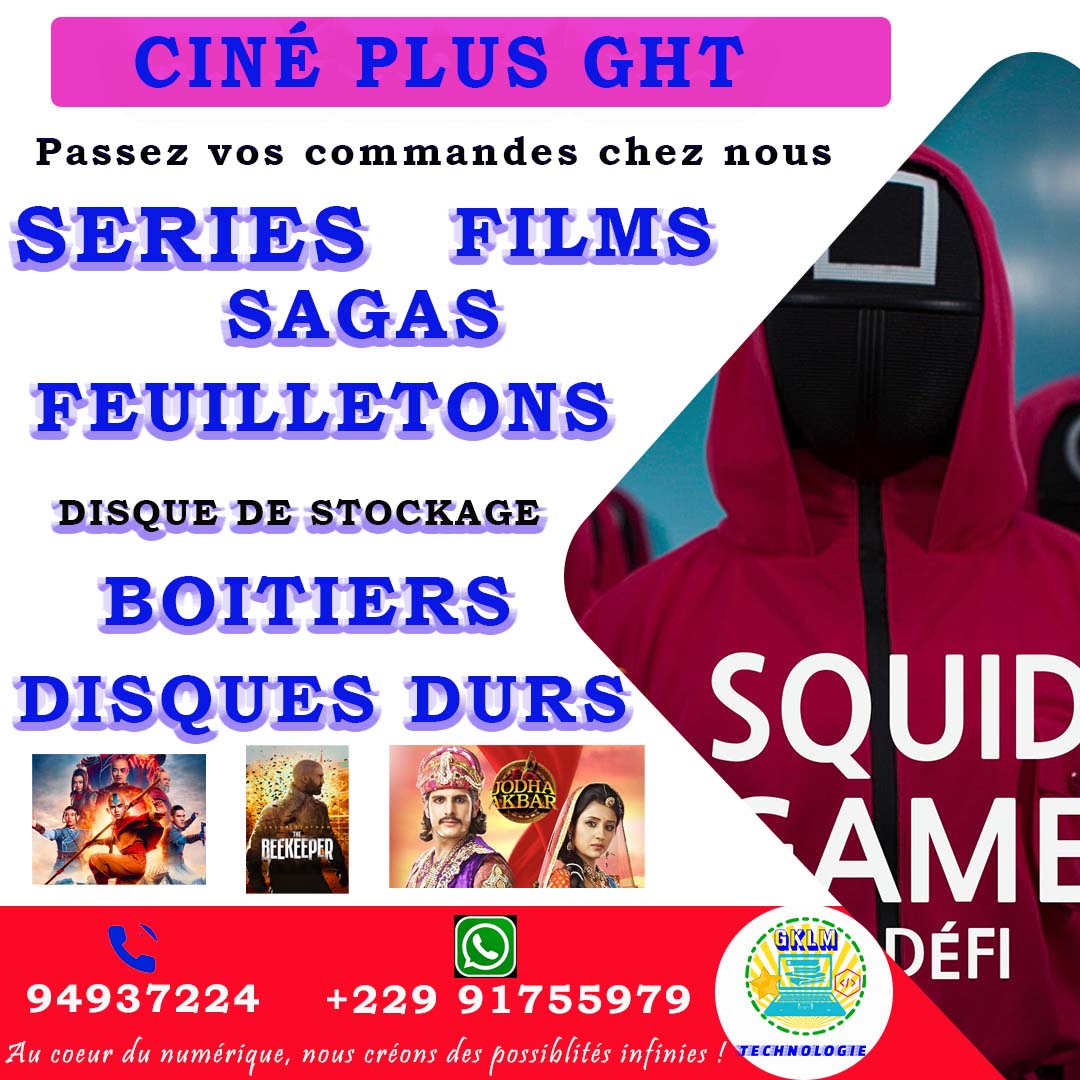 CINÉ PLUS GHT
Passez vos commandes chez nous
SERIES FILMS
SAGAS
FEUILLETONS
DISQUE DE STOCKAGE
BOITIERS
DISQUES DURS
THE
BEEKEEPER
JODHA
AKBAR
SQUID
GAME
DÉFI
94937224
+229 91755979
GKLM
</>
TECHNOLOGIE
Au coeur du numérique, nous créons des possiblités infinies !